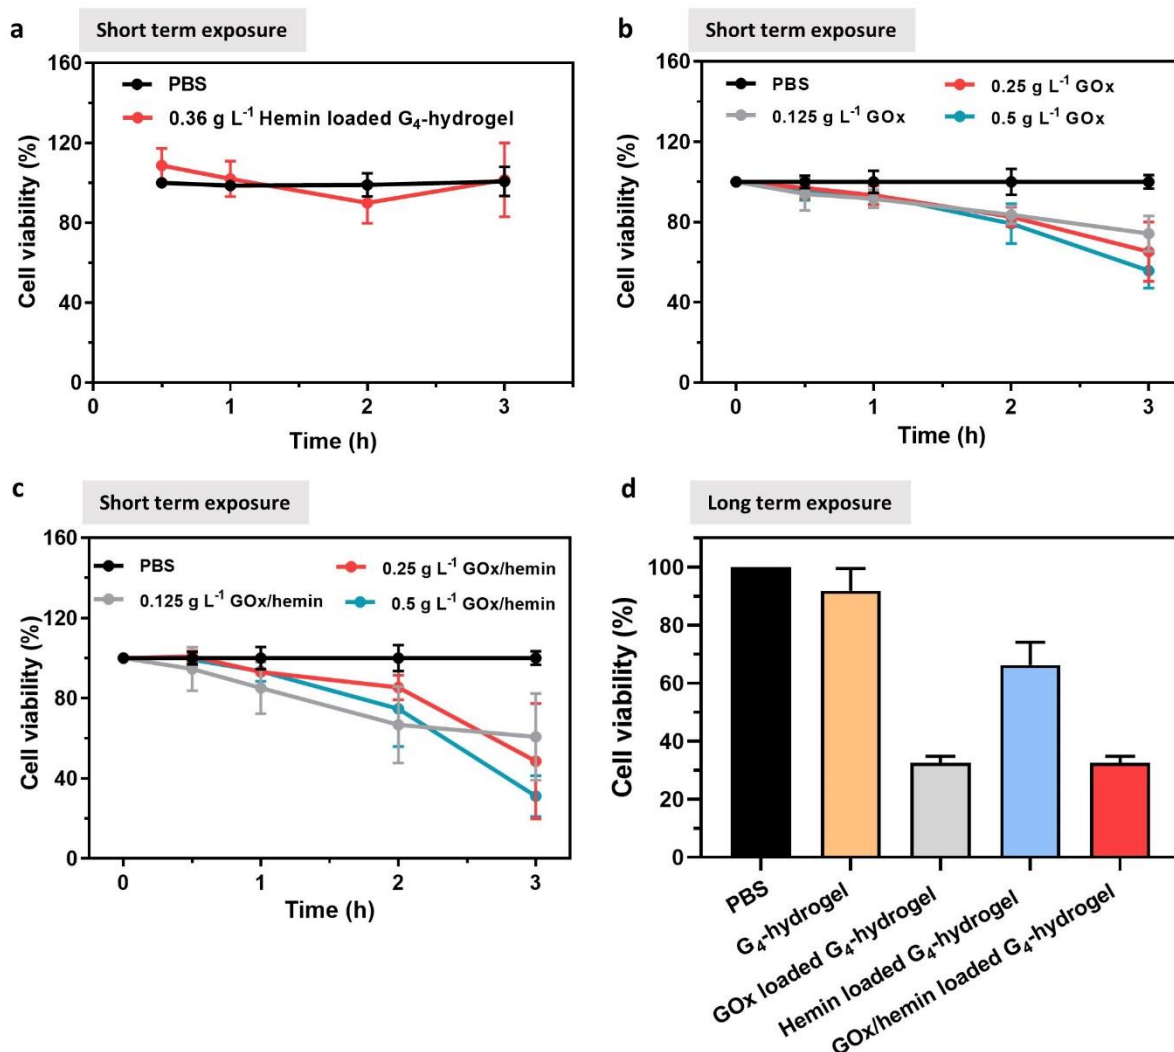 a
Short term exposure
160
120
80
40
0
Cell viability (%)
PBS
0.36 g L⁻¹ Hemin loaded G₄-hydrogel
0 1 2 3
Time (h)
b
Short term exposure
160
120
80
40
0
Cell viability (%)
PBS
0.125 g L⁻¹ GOx
0.25 g L⁻¹ GOx
0.5 g L⁻¹ GOx
0 1 2 3
Time (h)
c
Short term exposure
160
120
80
40
0
Cell viability (%)
PBS
0.125 g L⁻¹ GOx/hemin
0.25 g L⁻¹ GOx/hemin
0.5 g L⁻¹ GOx/hemin
0 1 2 3
Time (h)
d
Long term exposure
100
80
60
40
20
0
Cell viability (%)
PBS
G₄-hydrogel
GOx loaded G₄-hydrogel
Hemin loaded G₄-hydrogel
GOx/hemin loaded G₄-hydrogel